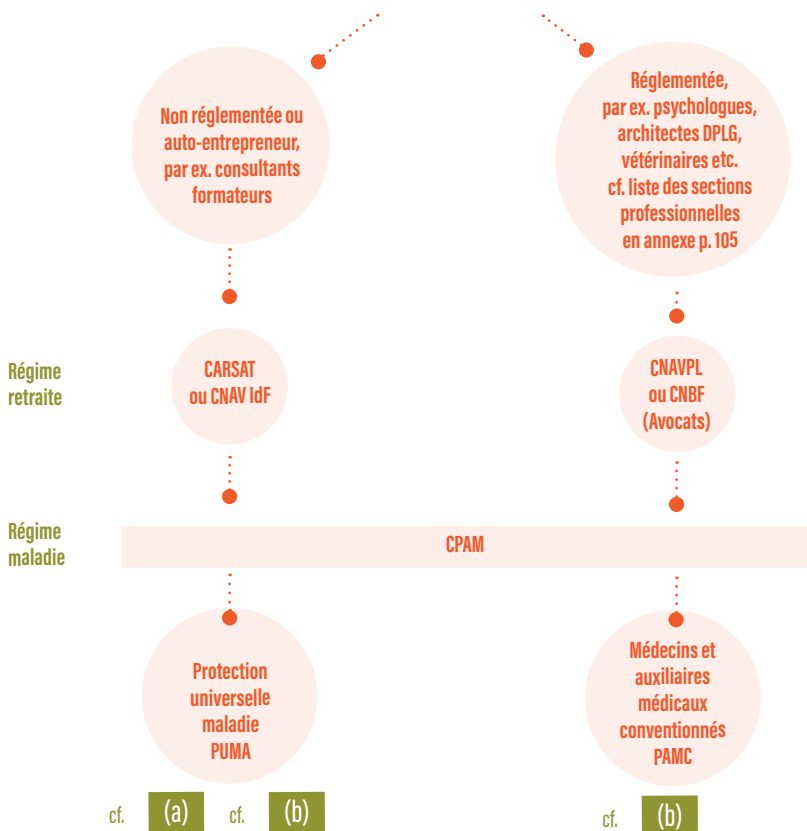 Non réglementée ou
auto-entrepreneur,
par ex. consultants
formateurs
Réglementée,
par ex. psychologues,
architectes DPLG,
vétérinaires etc.
cf. liste des sections
professionnelles
en annexe p. 105
Régime
retraite
CARSAT
ou CNAV IdF
CNAVPL
ou CNBF
(Avocats)
Régime
maladie
CPAM
Protection
universelle
maladie
PUMA
Médecins et
auxiliaires
médicaux
conventionnés
PAMC
cf. (a) cf. (b)
cf. (b)